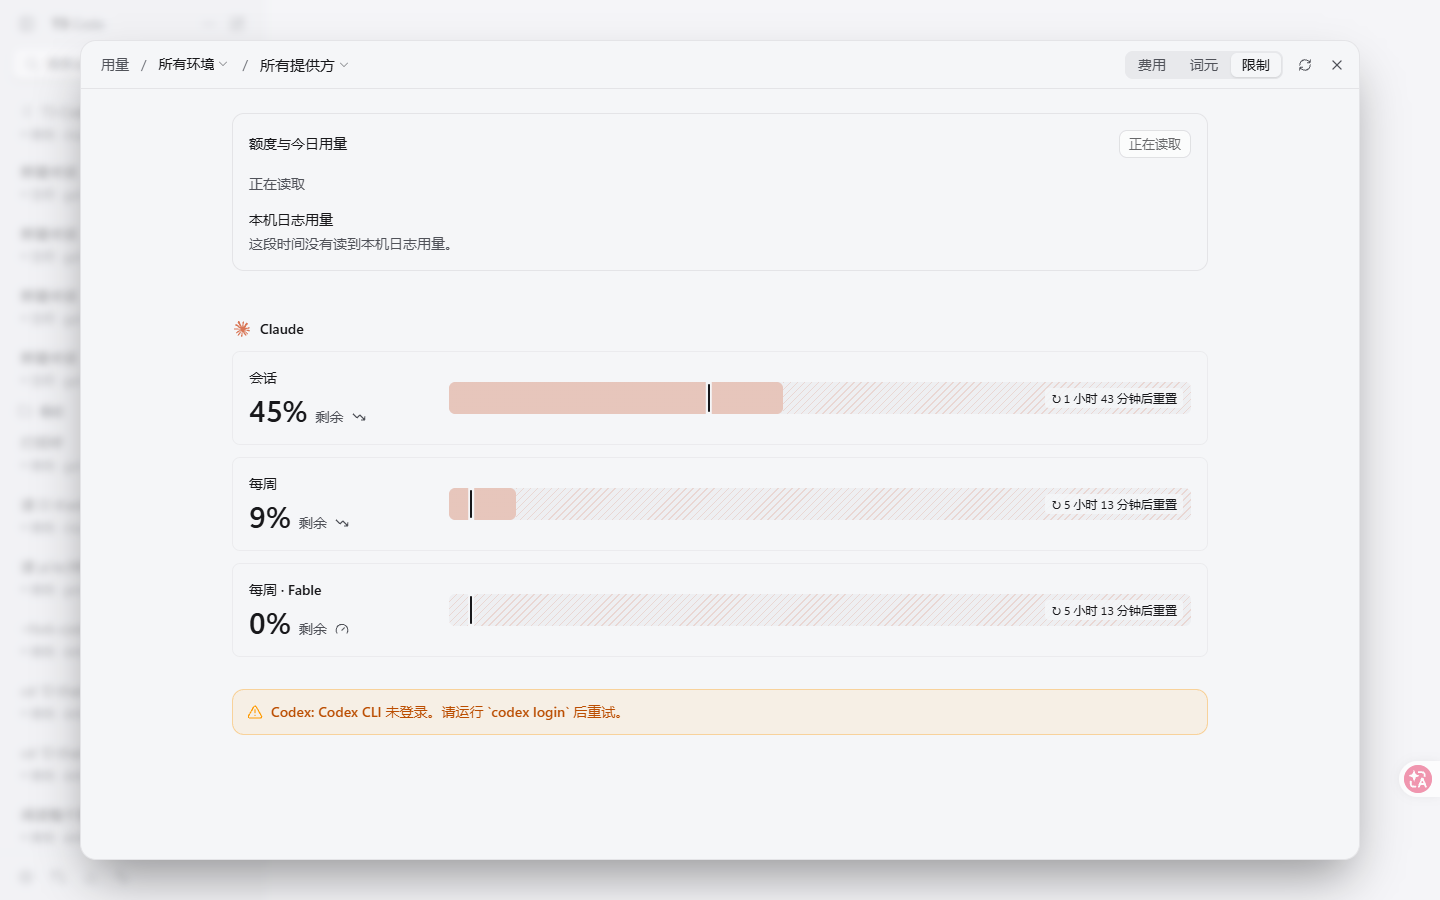 用量 / 所有环境 / 所有提供方
费用 词元 限制
额度与今日用量
正在读取
正在读取
本机日志用量
这段时间没有读到本机日志用量。
Claude
会话
45% 剩余
1 小时 43 分钟后重置
每周
9% 剩余
5 小时 13 分钟后重置
每周 · Fable
0% 剩余
5 小时 13 分钟后重置
Codex: Codex CLI 未登录。请运行 `codex login` 后重试。